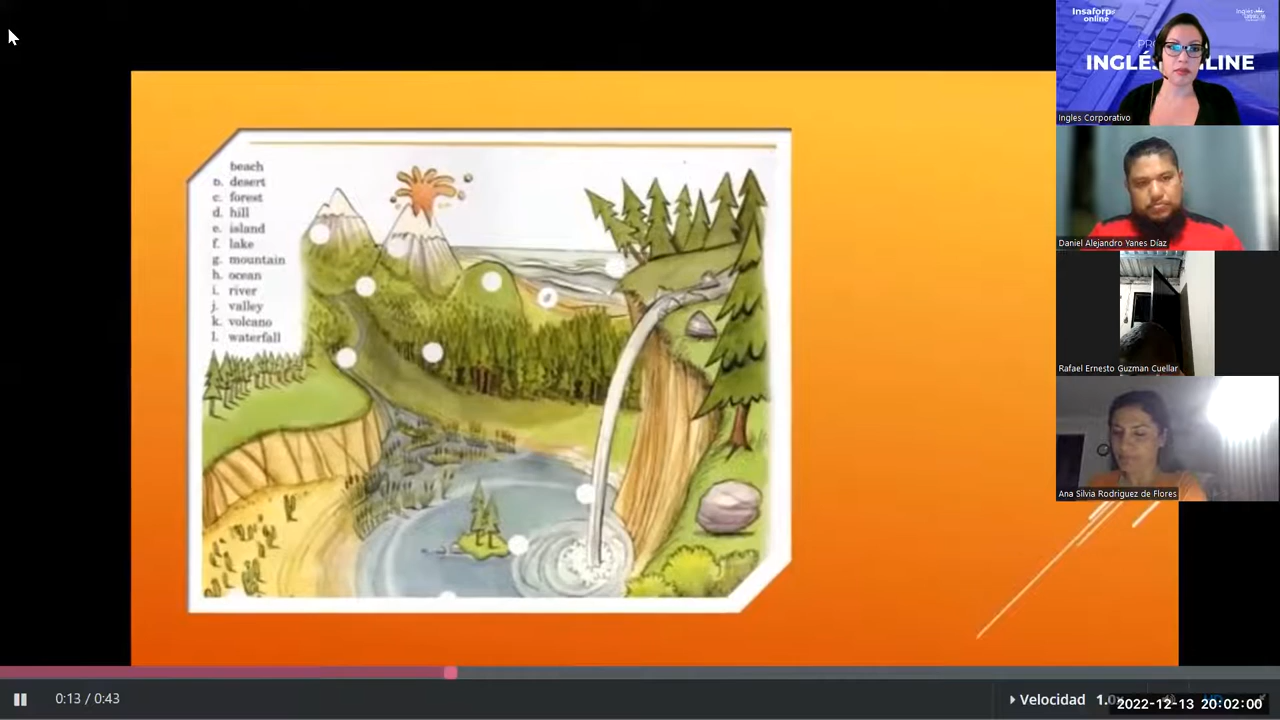 beach
b. desert
c. forest
d. hill
e. island
f. lake
g. mountain
h. ocean
i. river
j. valley
k. volcano
l. waterfall
Insaforp
online
INGLÉS ONLINE
Ingles Corporativo
Daniel Alejandro Yanes Díaz
Rafael Ernesto Guzman Cuellar
Ana Silvia Rodriguez de Flores
0:13 / 0:43
Velocidad 1.0x
2022-12-13 20:02:00